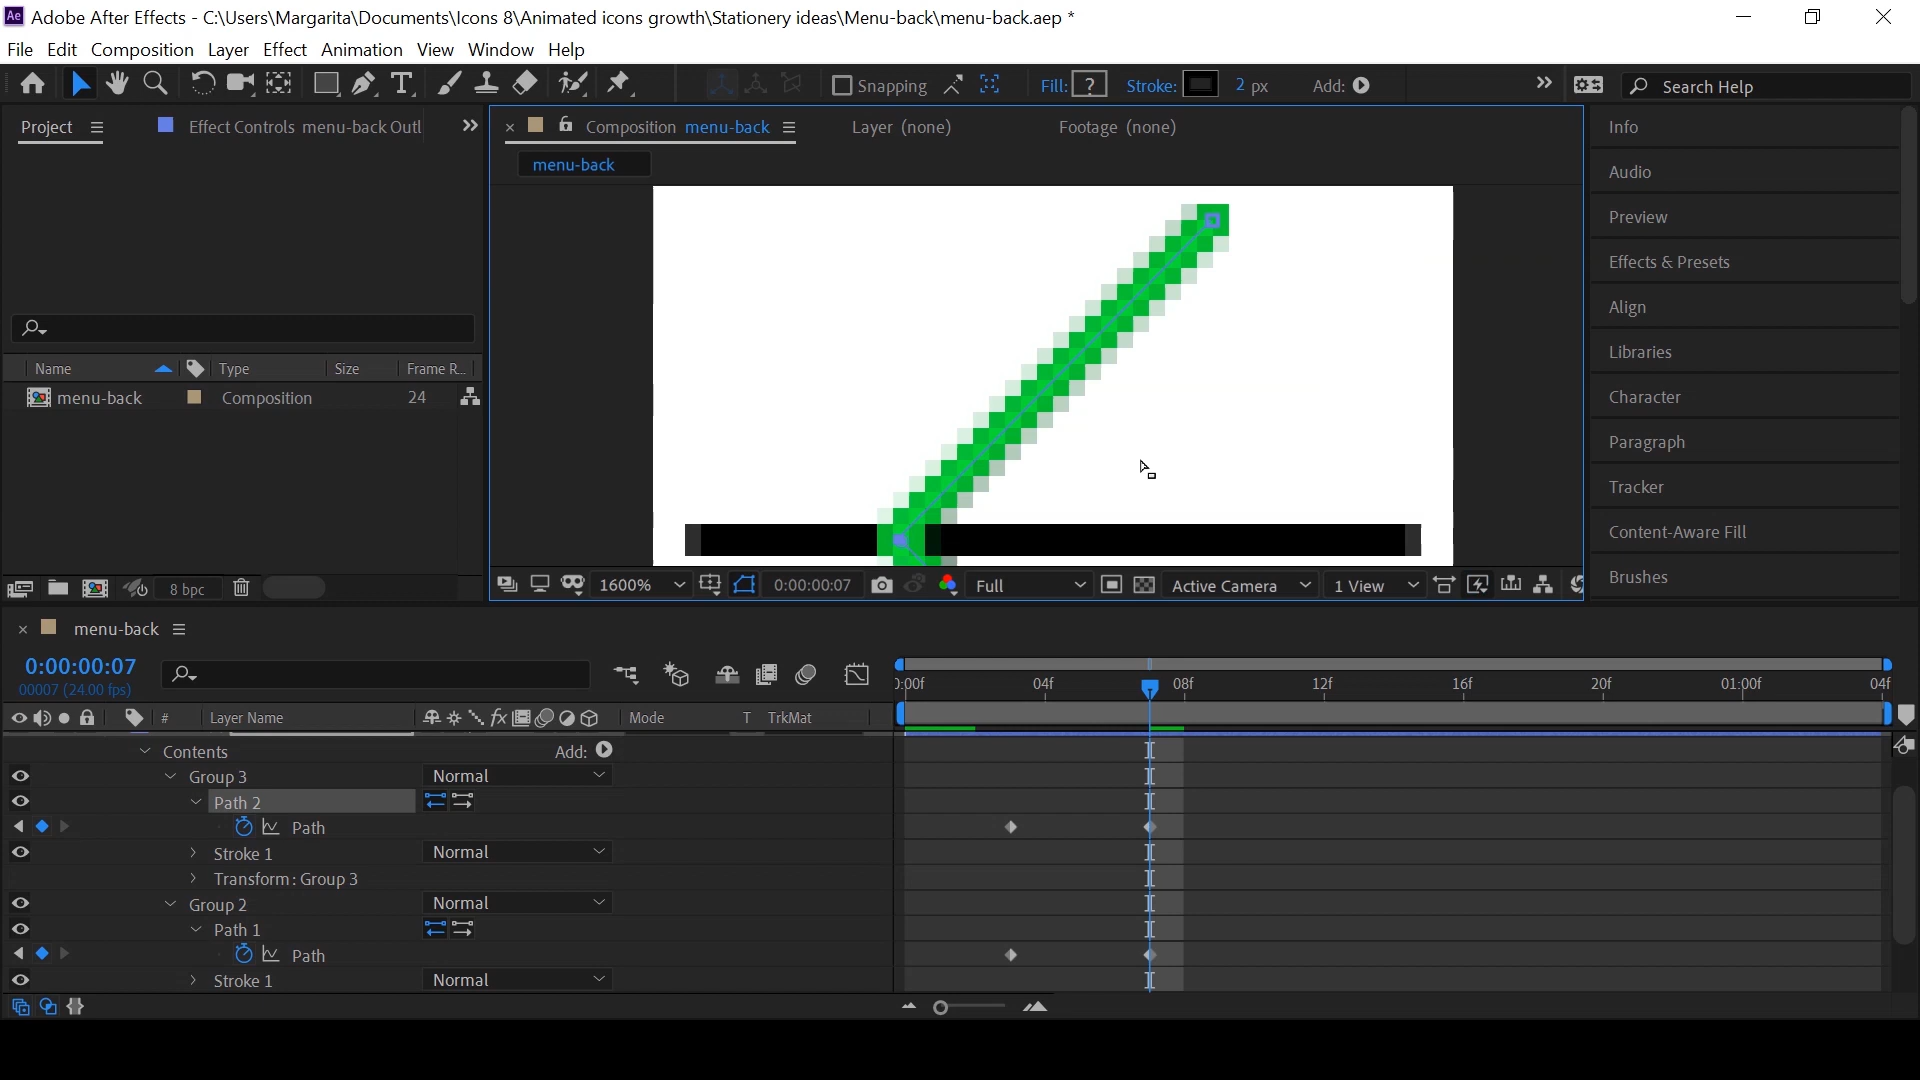 Ae Adobe After Effects - C:\Users\Margarita\Documents\Icons 8\Animated icons growth\Stationery ideas\Menu-back\menu-back.aep *
File Edit Composition Layer Effect Animation View Window Help
Snapping Fill: ? Stroke: 2 px Add: Search Help
Project Effect Controls menu-back Outl Composition menu-back Layer (none) Footage (none) Info
menu-back
Audio
Preview
Effects & Presets
Align
Libraries
Character
Paragraph
Tracker
Content-Aware Fill
Brushes
Name Type Size Frame R...
menu-back Composition 24
8 bpc 1600% 0:00:00:07 Full Active Camera 1 View
menu-back
0:00:00:07
00007 (24.00 fps)
:00f 04f 08f 12f 16f 20f 01:00f 04f
# Layer Name fx Mode T TrkMat
Contents Add:
Group 3 Normal
Path 2
Path
Stroke 1 Normal
Transform: Group 3
Group 2 Normal
Path 1
Path
Stroke 1 Normal